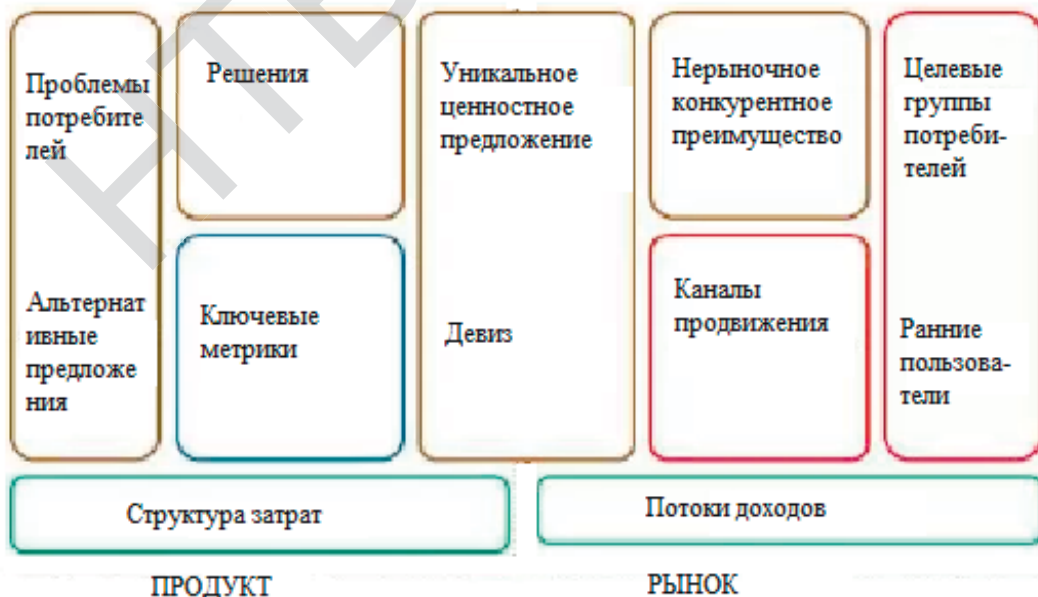 Проблемы
потребите
лей
Альтернат
ивные
предложе
ния
Решения
Ключевые
метрики
Уникальное
ценностное
предложение
Девиз
Нерыночное
конкурентное
преимущество
Каналы
продвижения
Целевые
группы
потреби-
телей
Ранние
пользова-
тели
Структура затрат
Потоки доходов
ПРОДУКТ
РЫНОК